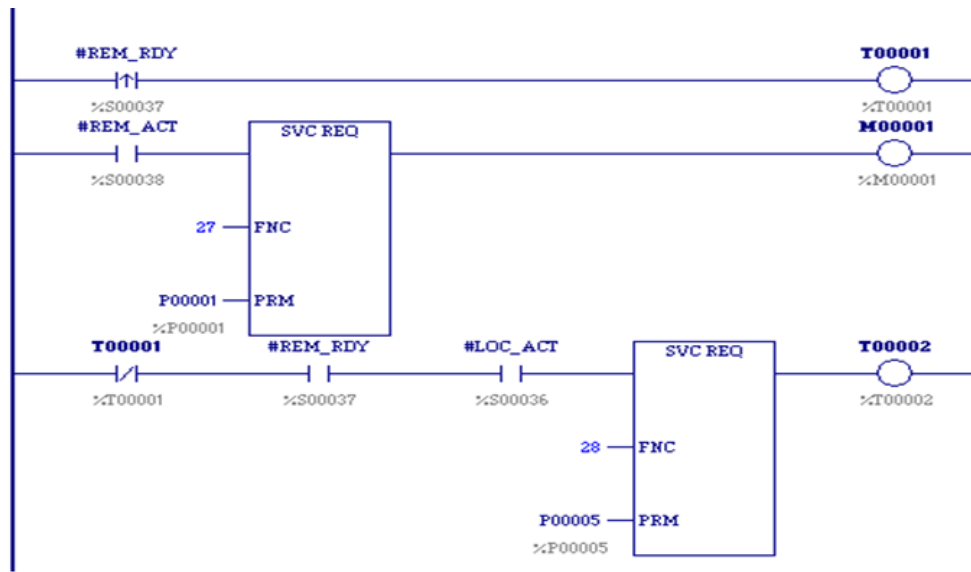 #REM_RDY T00001
%S00037 %T00001
#REM_ACT SVC REQ M00001
%S00038 %M00001
27 FNC
P00001 PRM
%P00001
T00001 #REM_RDY #LOC_ACT SVC REQ T00002
%T00001 %S00037 %S00036 %T00002
28 FNC
P00005 PRM
%P00005